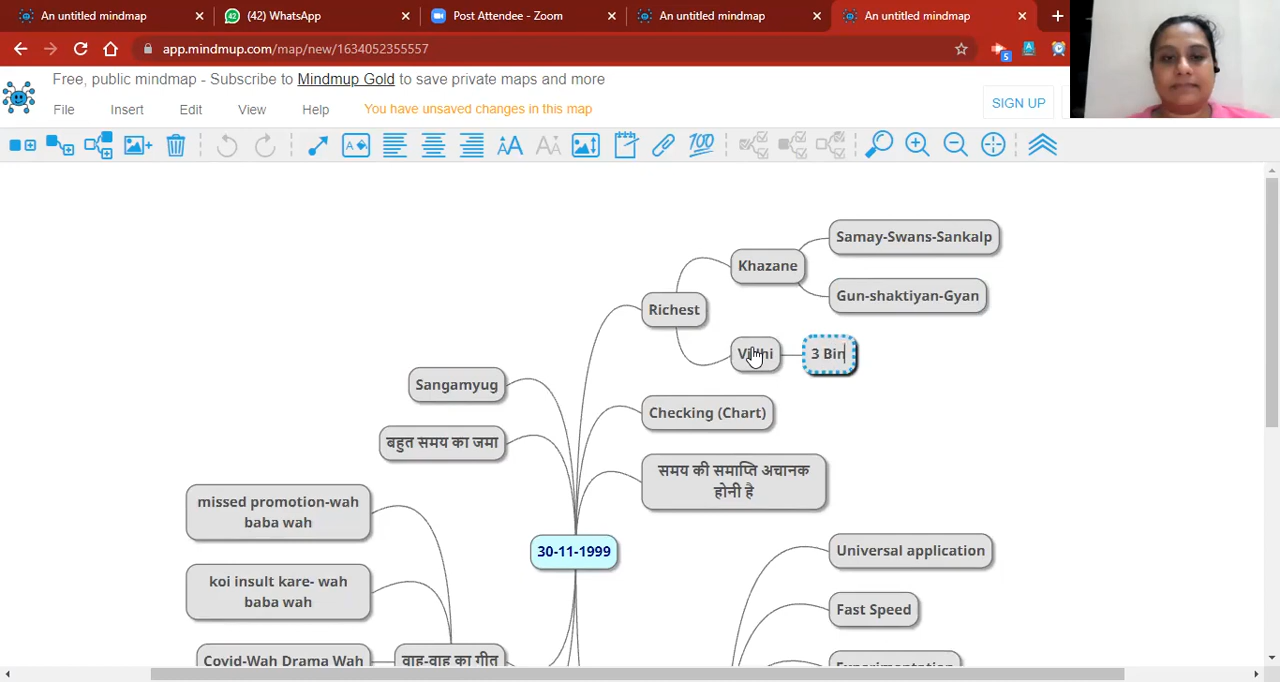 An untitled mindmap
(42) WhatsApp
Post Attendee - Zoom
An untitled mindmap
An untitled mindmap
app.mindmup.com/map/new/1634052355557
Free, public mindmap - Subscribe to Mindmup Gold to save private maps and more
File Insert Edit View Help You have unsaved changes in this map
SIGN UP
Samay-Swans-Sankalp
Khazane
Gun-shaktiyan-Gyan
Richest
Vidhi
3 Bin
Sangamyug
Checking (Chart)
बहुत समय का जमा
समय की समाप्ति अचानक
होनी है
missed promotion-wah
baba wah
30-11-1999
Universal application
koi insult kare- wah
baba wah
Fast Speed
Covid-Wah Drama Wah
वाह-वाह का गीत
Experimentation